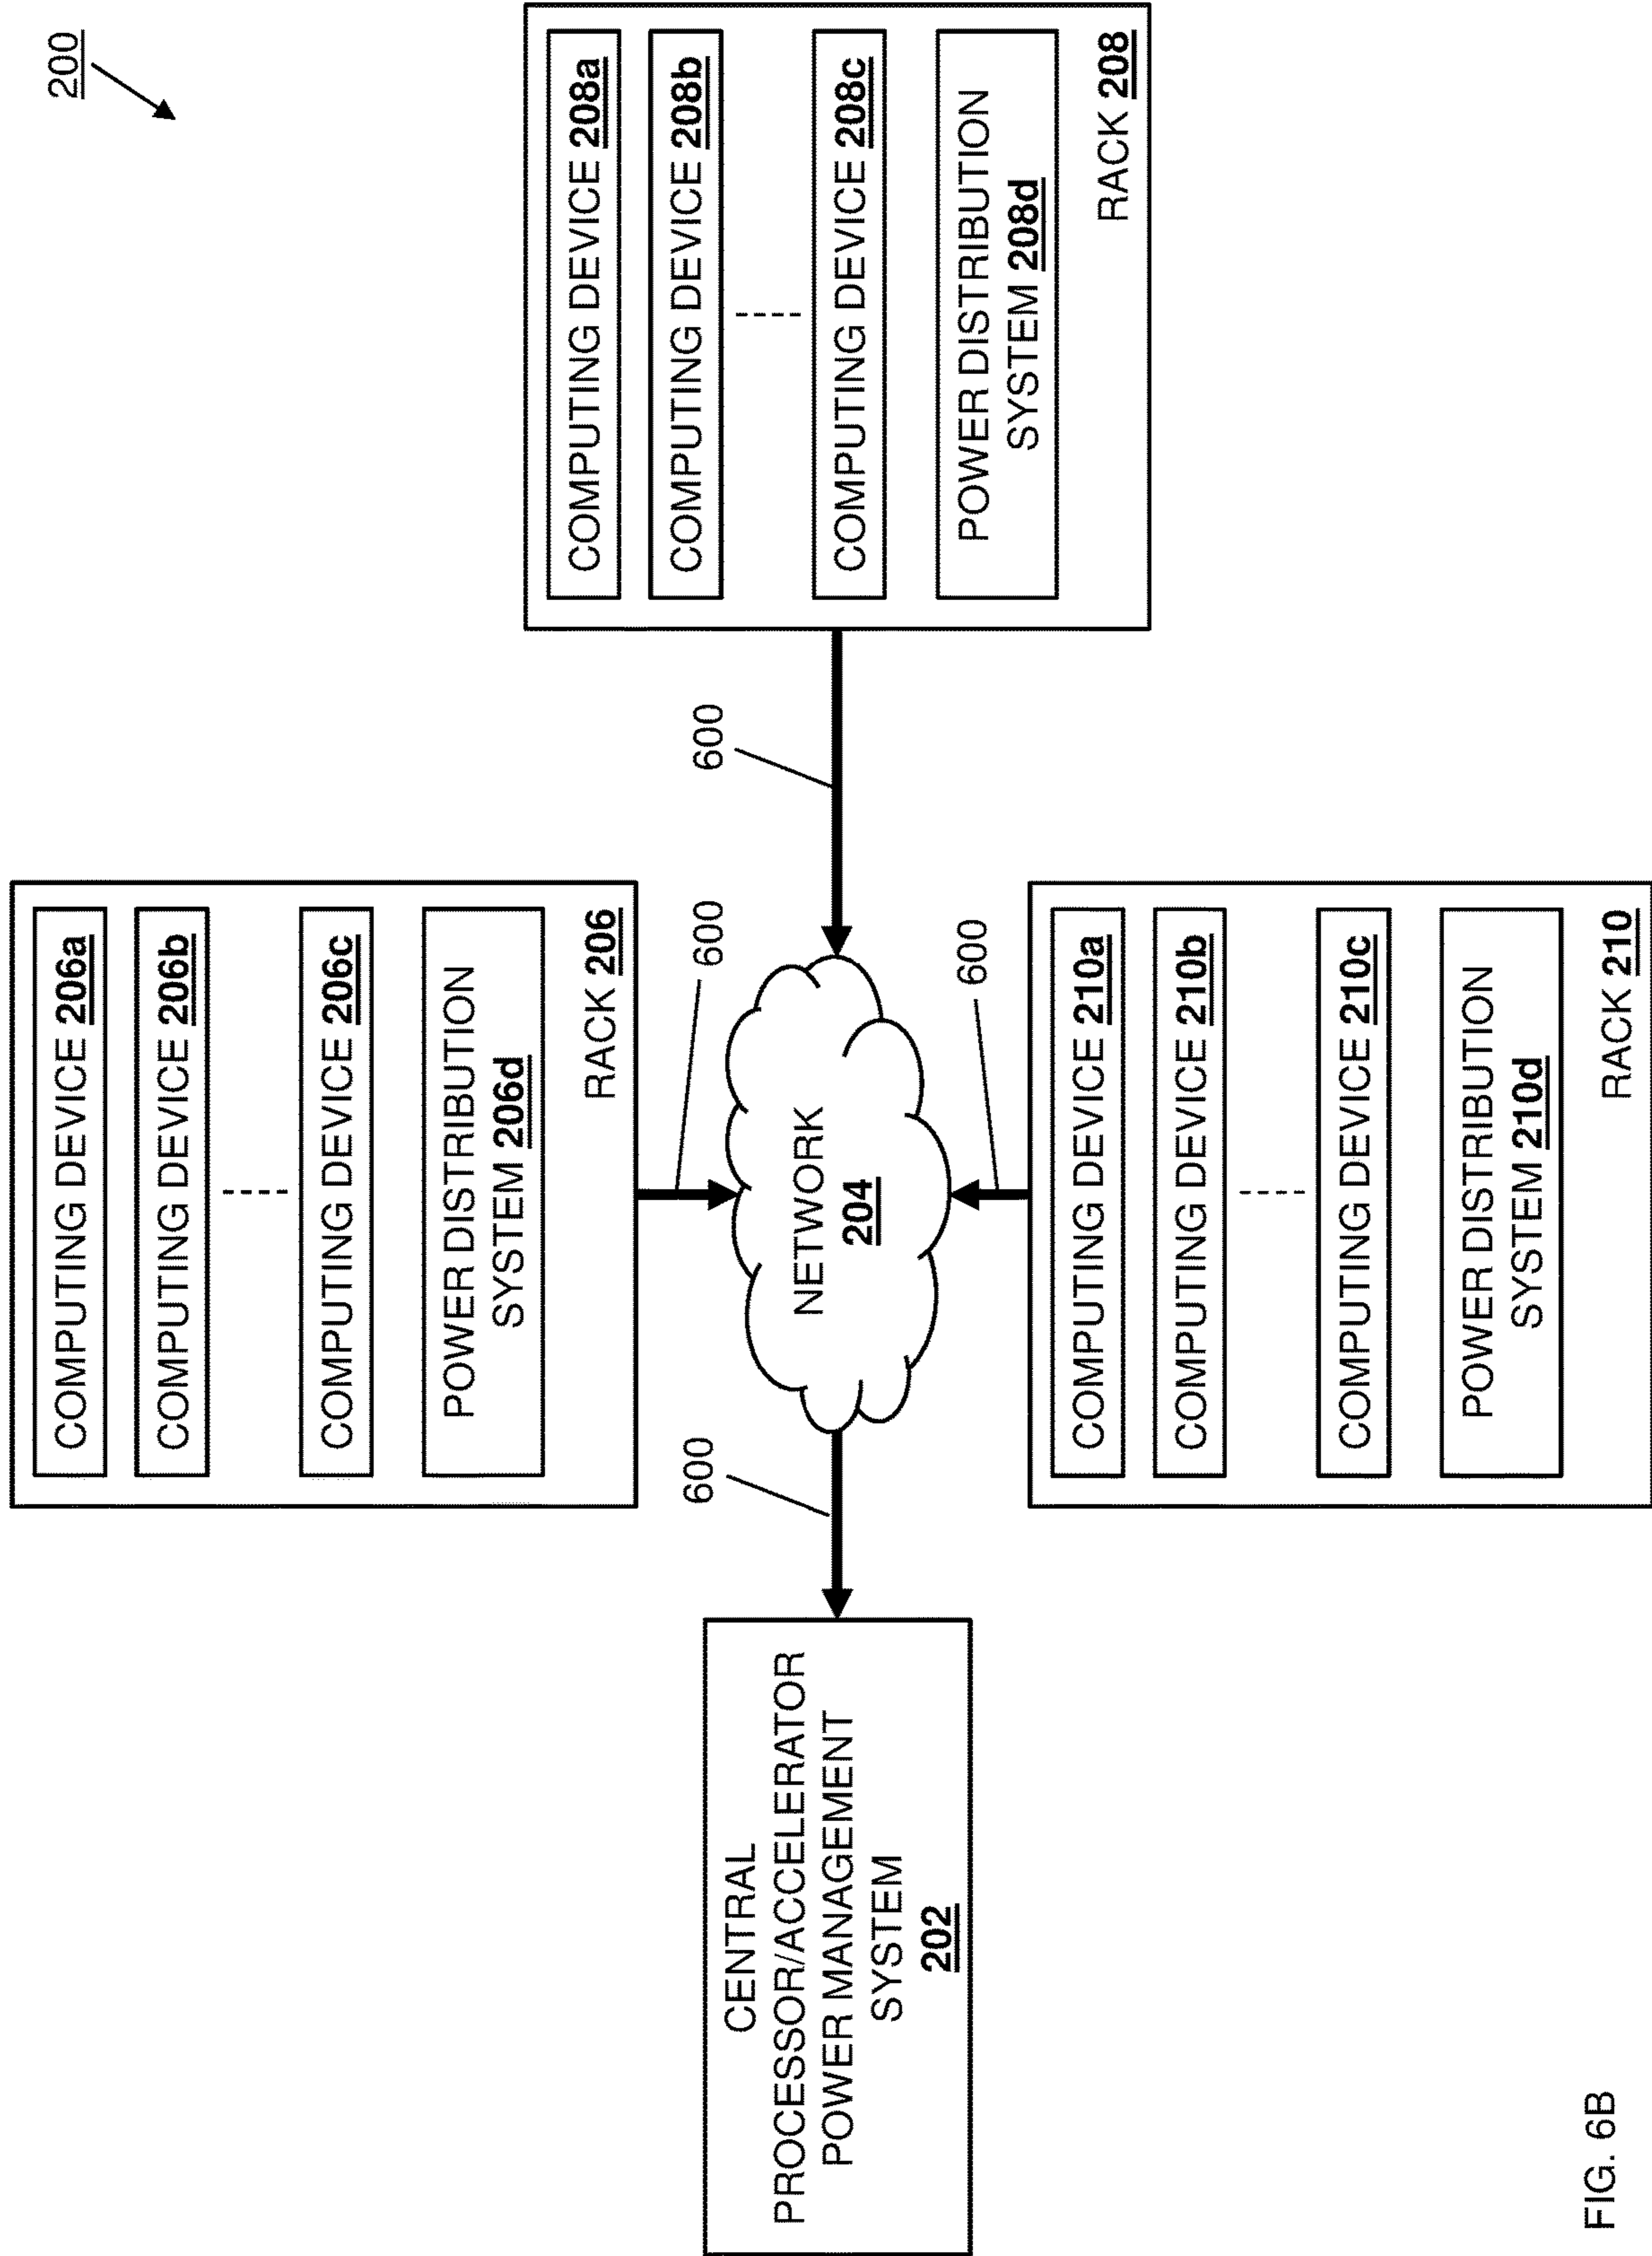 200
COMPUTING DEVICE 206a
COMPUTING DEVICE 206b
COMPUTING DEVICE 206c
POWER DISTRIBUTION
SYSTEM 206d
RACK 206
600
600
600
CENTRAL
PROCESSOR/ACCELERATOR
POWER MANAGEMENT
SYSTEM
202
NETWORK
204
COMPUTING DEVICE 208a
COMPUTING DEVICE 208b
COMPUTING DEVICE 208c
POWER DISTRIBUTION
SYSTEM 208d
RACK 208
600
COMPUTING DEVICE 210a
COMPUTING DEVICE 210b
COMPUTING DEVICE 210c
POWER DISTRIBUTION
SYSTEM 210d
RACK 210
FIG. 6B